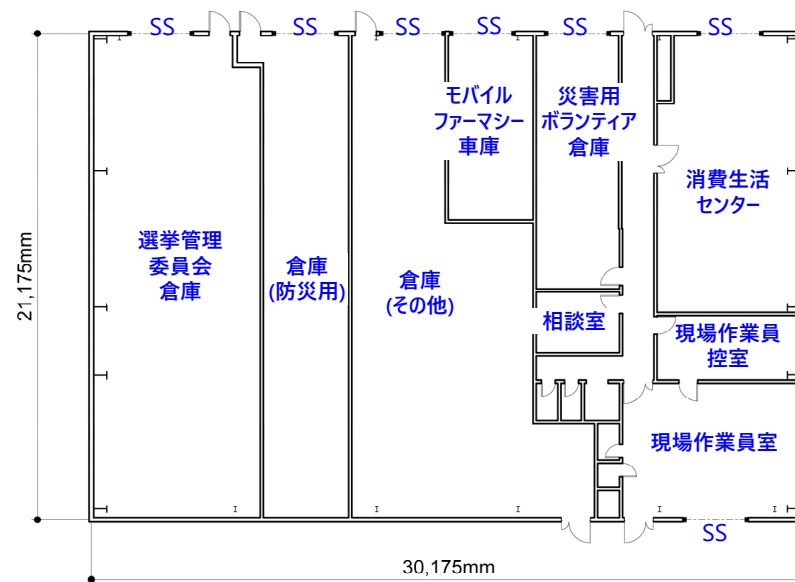 SS
SS
SS
SS
SS
SS
モバイル
ファーマシー
車庫
災害用
ボランティア
倉庫
消費生活
センター
選挙管理
委員会
倉庫
倉庫
(防災用)
倉庫
(その他)
相談室
現場作業員
控室
現場作業員室
SS
21,175mm
30,175mm